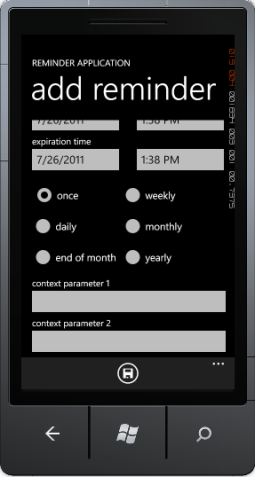 REMINDER APPLICATION
add reminder
7/26/2011 1:38 PM
expiration time
7/26/2011 1:38 PM
once weekly
daily monthly
end of month yearly
context parameter 1
context parameter 2